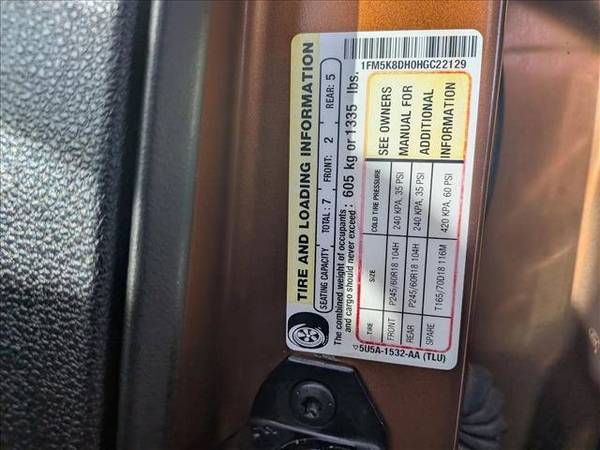 1FM5K8DH0HGC22129
TIRE AND LOADING INFORMATION
SEATING CAPACITY TOTAL: 7 FRONT: 2 REAR: 5
The combined weight of occupants : 605 kg or 1335 lbs.
and cargo should never exceed
TIRE SIZE COLD TIRE PRESSURE SEE OWNERS
FRONT P245/60R18 104H 240 KPA, 35 PSI MANUAL FOR
REAR P245/60R18 104H 240 KPA, 35 PSI ADDITIONAL
SPARE T165/70D18 116M 420 KPA, 60 PSI INFORMATION
▽5U5A-1532-AA (TLU)